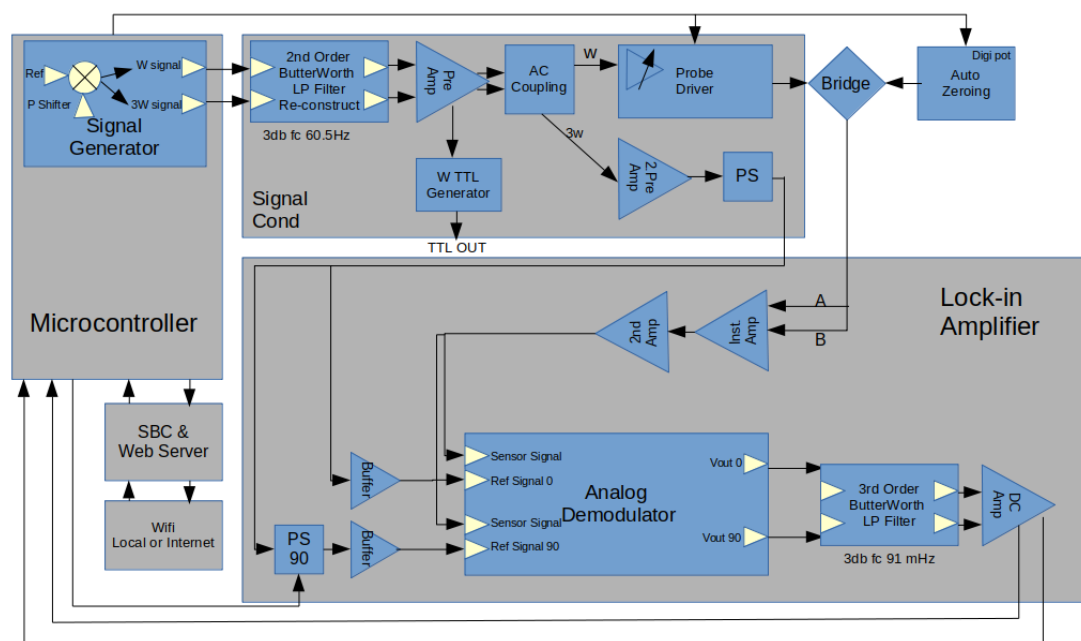 Ref
P Shifter
W signal
3W signal
Signal
Generator
Microcontroller
2nd Order
ButterWorth
LP Filter
Re-construct
3db fc 60.5Hz
Pre
Amp
AC
Coupling
W
3w
Probe
Driver
Bridge
Digi pot
Auto
Zeroing
W TTL
Generator
TTL OUT
2.Pre
Amp
PS
Signal
Cond
Lock-in
Amplifier
A
B
Inst.
Amp
2nd
Amp
SBC &
Web Server
Wifi
Local or Internet
Buffer
PS
90
Buffer
Sensor Signal
Ref Signal 0
Sensor Signal
Ref Signal 90
Analog
Demodulator
Vout 0
Vout 90
3rd Order
ButterWorth
LP Filter
3db fc 91 mHz
DC
Amp